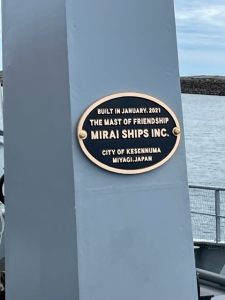 BUILT IN JANUARY. 2021
THE MAST OF FRIENDSHIP
MIRAI SHIPS INC.
CITY OF KESENNUMA
MIYAGI.JAPAN